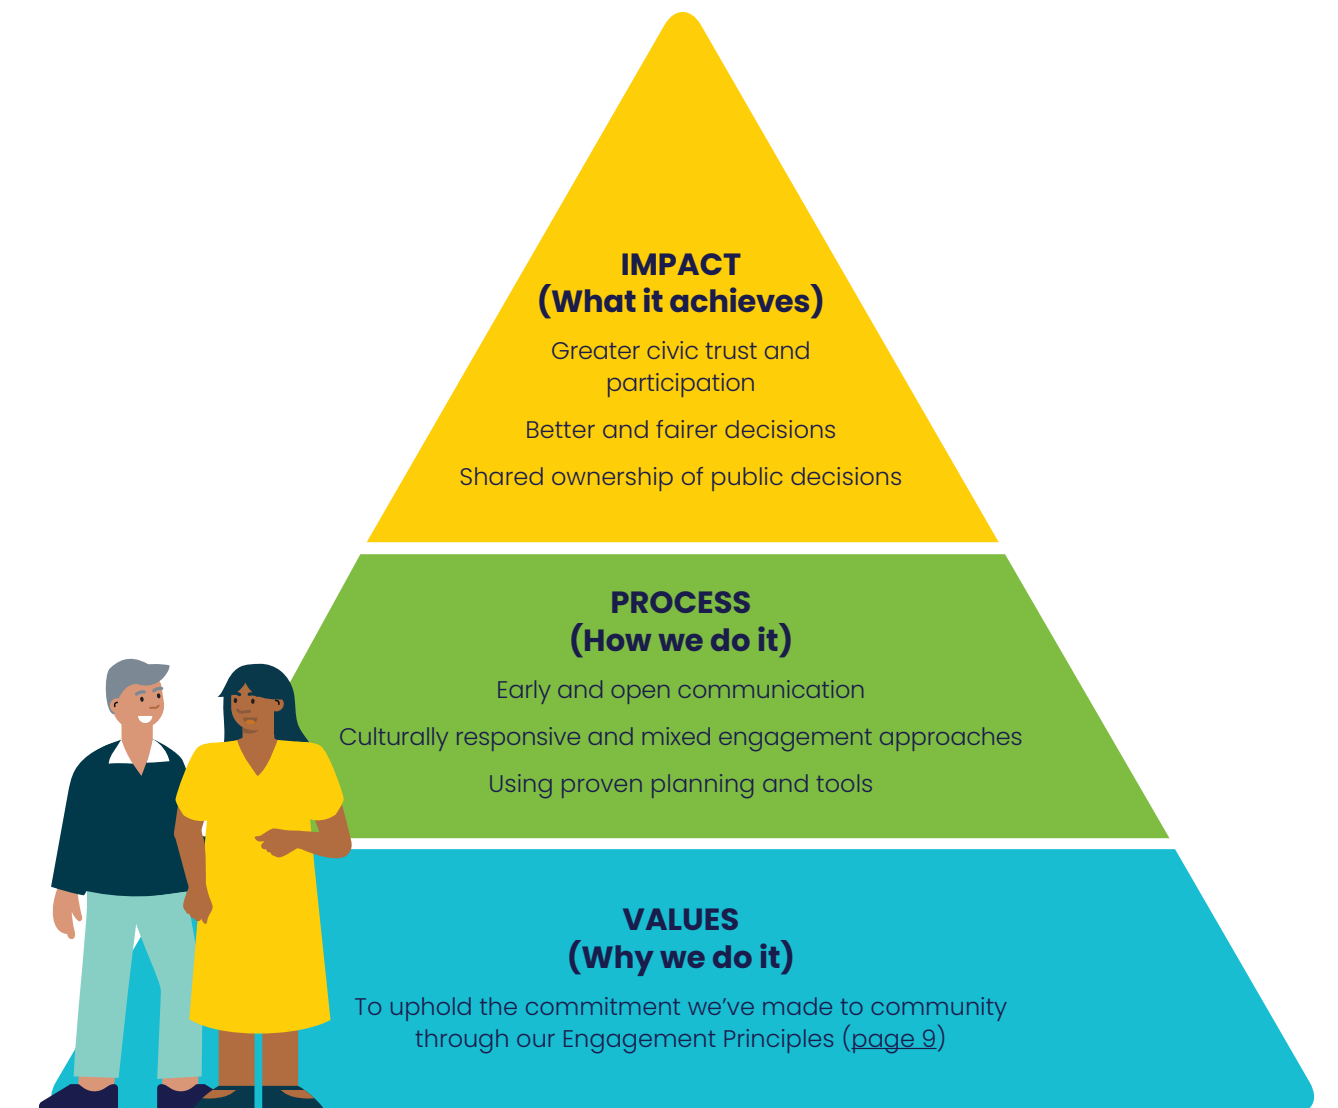 IMPACT
(What it achieves)
Greater civic trust and
participation
Better and fairer decisions
Shared ownership of public decisions
PROCESS
(How we do it)
Early and open communication
Culturally responsive and mixed engagement approaches
Using proven planning and tools
VALUES
(Why we do it)
To uphold the commitment we’ve made to community
through our Engagement Principles (page 9)